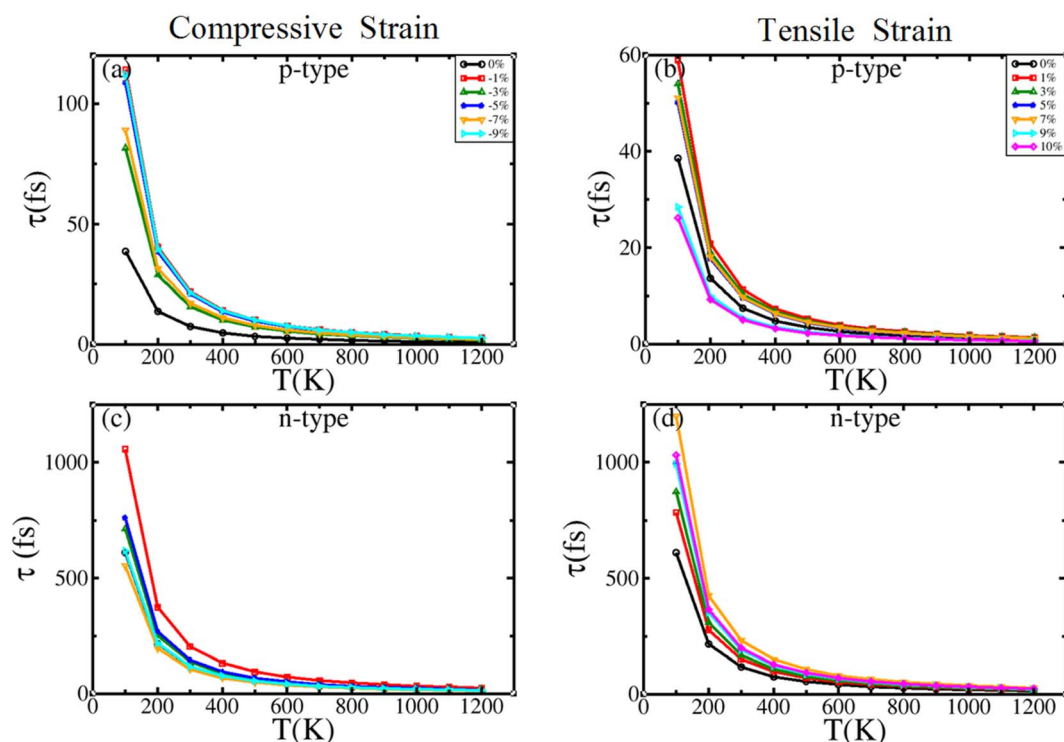 Compressive Strain
Tensile Strain
(a)
p-type
0%
-1%
-3%
-5%
-7%
-9%
100
50
0
τ(fs)
0 200 400 600 800 1000 1200
T(K)
(b)
p-type
0%
1%
3%
5%
7%
9%
10%
60
40
20
0
τ(fs)
0 200 400 600 800 1000 1200
T(K)
(c)
n-type
1000
500
0
τ (fs)
0 200 400 600 800 1000 1200
T(K)
(d)
n-type
1000
500
0
τ(fs)
0 200 400 600 800 1000 1200
T(K)